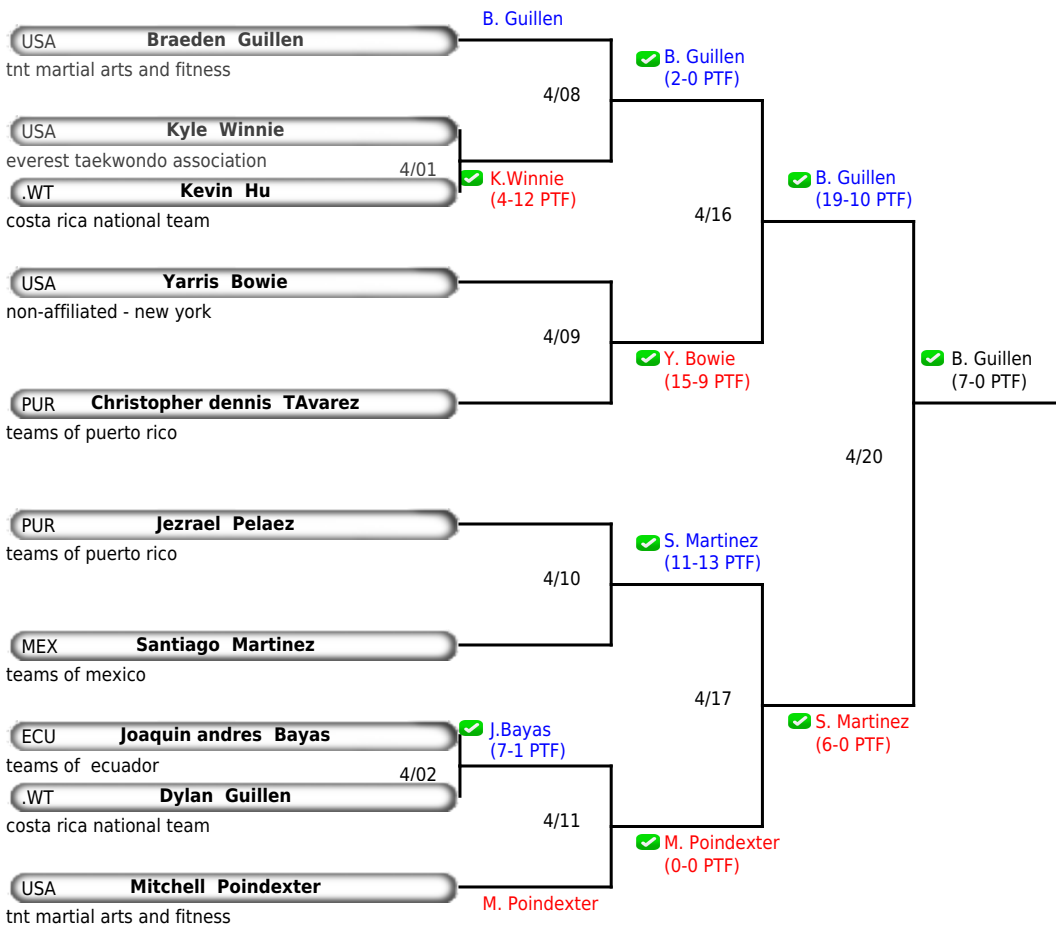 B. Guillen
USA Braeden Guillen
tnt martial arts and fitness
B. Guillen
(2-0 PTF)
4/08
USA Kyle Winnie
everest taekwondo association
4/01
K.Winnie
(4-12 PTF)
.WT Kevin Hu
costa rica national team
B. Guillen
(19-10 PTF)
4/16
USA Yarris Bowie
non-affiliated - new york
4/09
Y. Bowie
(15-9 PTF)
B. Guillen
(7-0 PTF)
PUR Christopher dennis TAvarez
teams of puerto rico
4/20
PUR Jezrael Pelaez
teams of puerto rico
S. Martinez
(11-13 PTF)
4/10
MEX Santiago Martinez
teams of mexico
4/17
S. Martinez
(6-0 PTF)
ECU Joaquin andres Bayas
teams of ecuador
J.Bayas
(7-1 PTF)
4/02
.WT Dylan Guillen
costa rica national team
4/11
M. Poindexter
(0-0 PTF)
USA Mitchell Poindexter
tnt martial arts and fitness
M. Poindexter